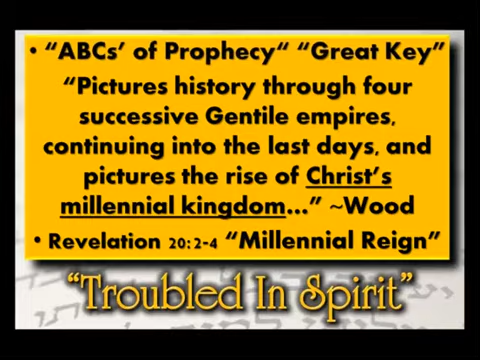 • “ABCs’ of Prophecy“ “Great Key”
“Pictures history through four
successive Gentile empires,
continuing into the last days, and
pictures the rise of Christ’s
millennial kingdom…” ~Wood
• Revelation 20:2-4 “Millennial Reign”
“Troubled In Spirit”